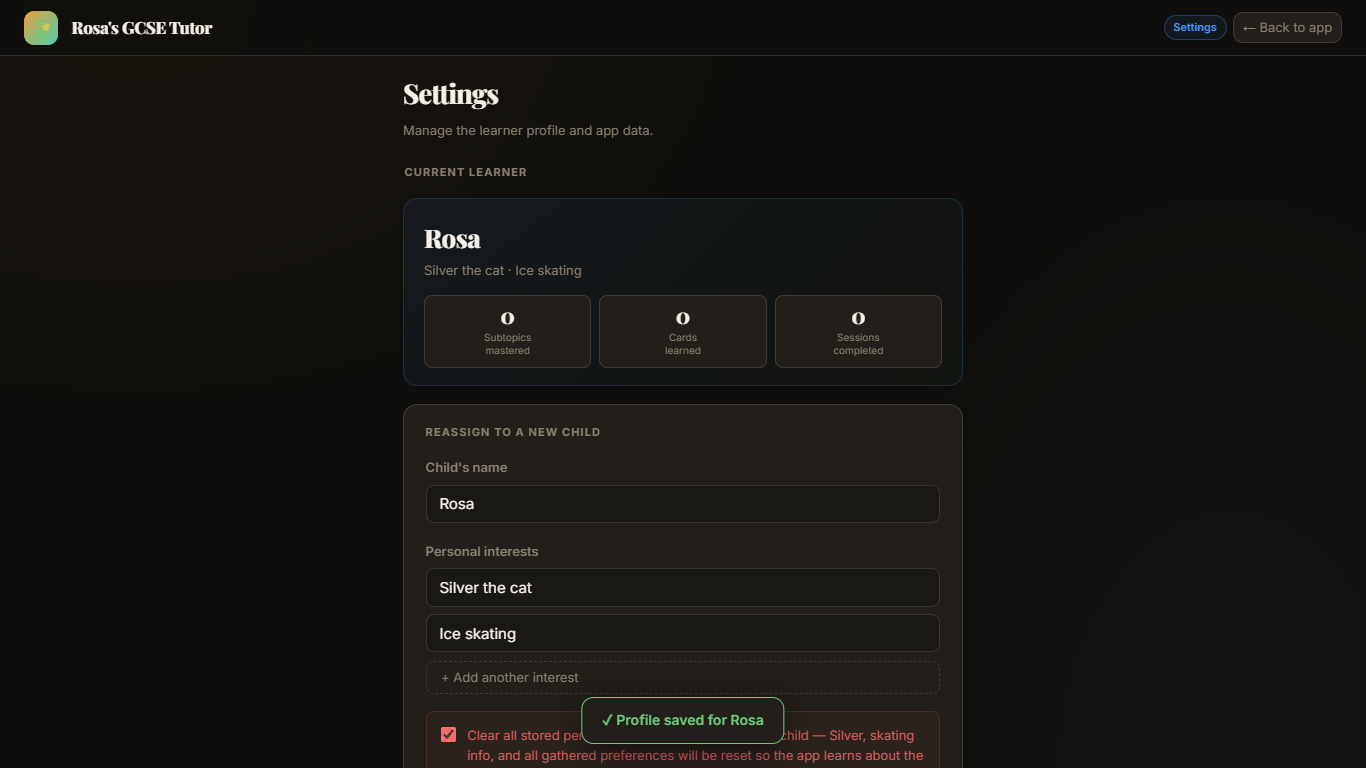 Rosa's GCSE Tutor
Settings
← Back to app
Settings
Manage the learner profile and app data.
CURRENT LEARNER
Rosa
Silver the cat · Ice skating
0
Subtopics
mastered
0
Cards
learned
0
Sessions
completed
REASSIGN TO A NEW CHILD
Child's name
Rosa
Personal interests
Silver the cat
Ice skating
+ Add another interest
✓ Profile saved for Rosa
Clear all stored child — Silver, skating
info, and all gathered preferences will be reset so the app learns about the